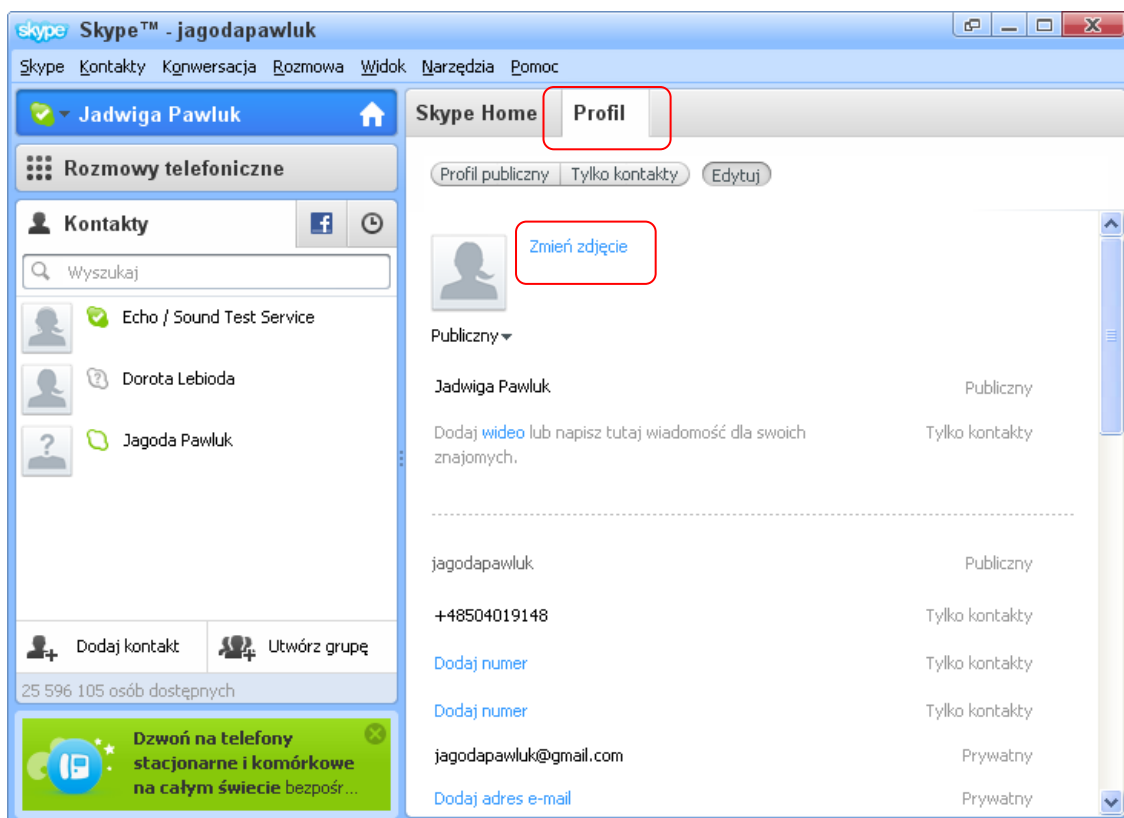 skype Skype™ - jagodapawluk
Skype Kontakty Konwersacja Rozmowa Widok Narzędzia Pomoc
Jadwiga Pawluk
Rozmowy telefoniczne
Kontakty
Wyszukaj
Echo / Sound Test Service
Dorota Lebioda
Jagoda Pawluk
Dodaj kontakt Utwórz grupę
25 596 105 osób dostępnych
Dzwoń na telefony
stacjonarne i komórkowe
na całym świecie bezpośr...
Skype Home Profil
Profil publiczny Tylko kontakty Edytuj
Zmień zdjęcie
Publiczny
Jadwiga Pawluk Publiczny
Dodaj wideo lub napisz tutaj wiadomość dla swoich Tylko kontakty
znajomych.
jagodapawluk Publiczny
+48504019148 Tylko kontakty
Dodaj numer Tylko kontakty
Dodaj numer Tylko kontakty
jagodapawluk@gmail.com Prywatny
Dodaj adres e-mail Prywatny